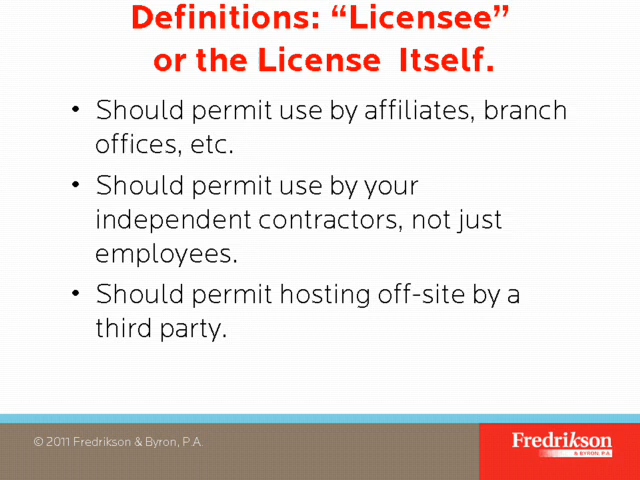 Definitions: “Licensee”
or the License Itself.
• Should permit use by affiliates, branch
offices, etc.
• Should permit use by your
independent contractors, not just
employees.
• Should permit hosting off-site by a
third party.
© 2011 Fredrikson & Byron, P.A.
Fredrikson
& BYRON, P.A.